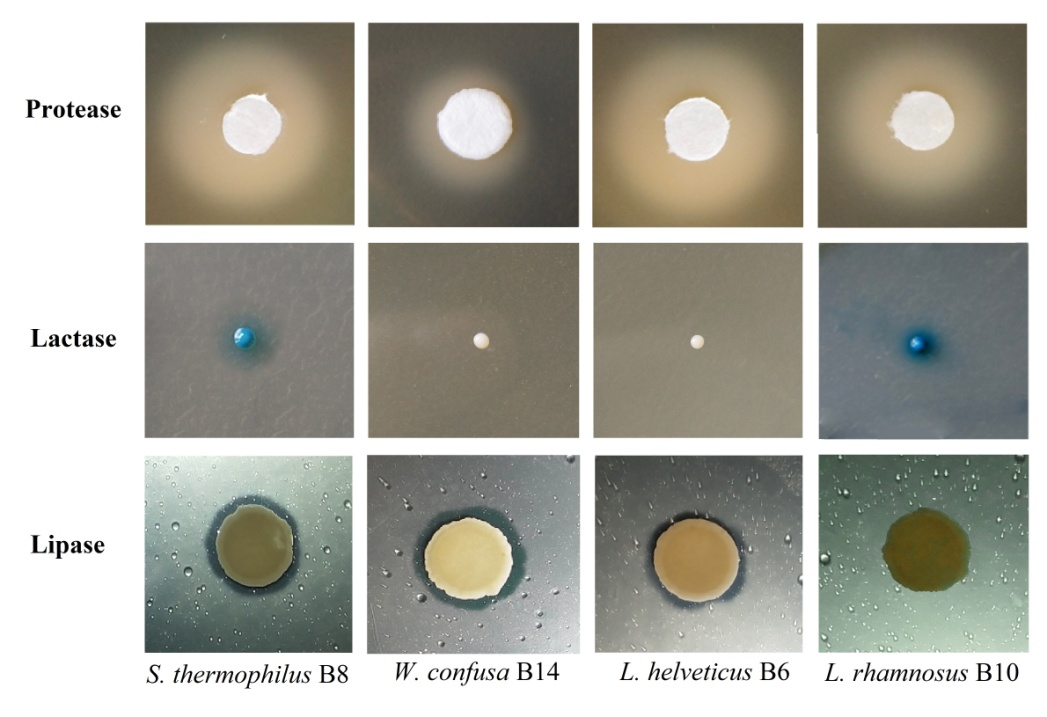 Protease
Lactase
Lipase
S. thermophilus B8
W. confusa B14
L. helveticus B6
L. rhamnosus B10